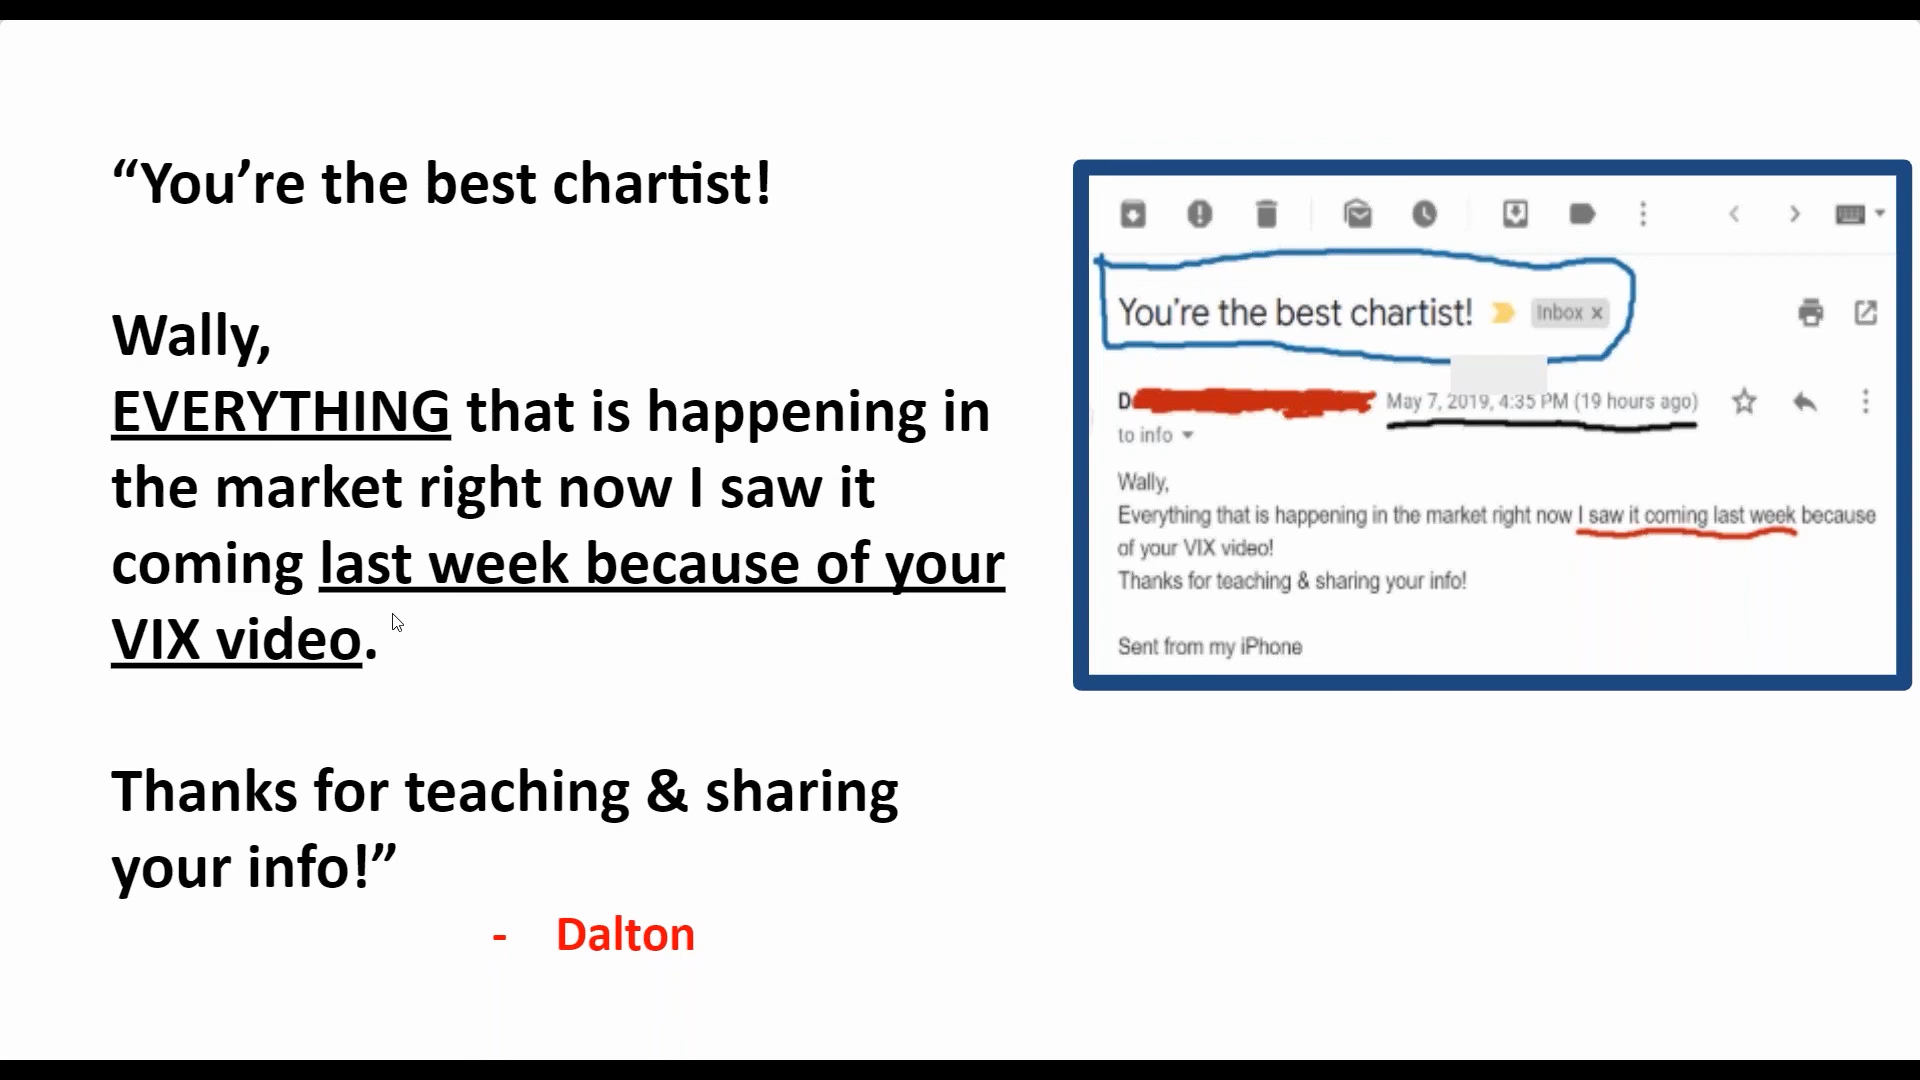 “You’re the best chartist!
Wally,
EVERYTHING that is happening in
the market right now I saw it
coming last week because of your
VIX video.
Thanks for teaching & sharing
your info!”
- Dalton
You're the best chartist! Inbox x
D May 7, 2019, 4:35 PM (19 hours ago)
to info
Wally,
Everything that is happening in the market right now I saw it coming last week because
of your VIX video!
Thanks for teaching & sharing your info!
Sent from my iPhone